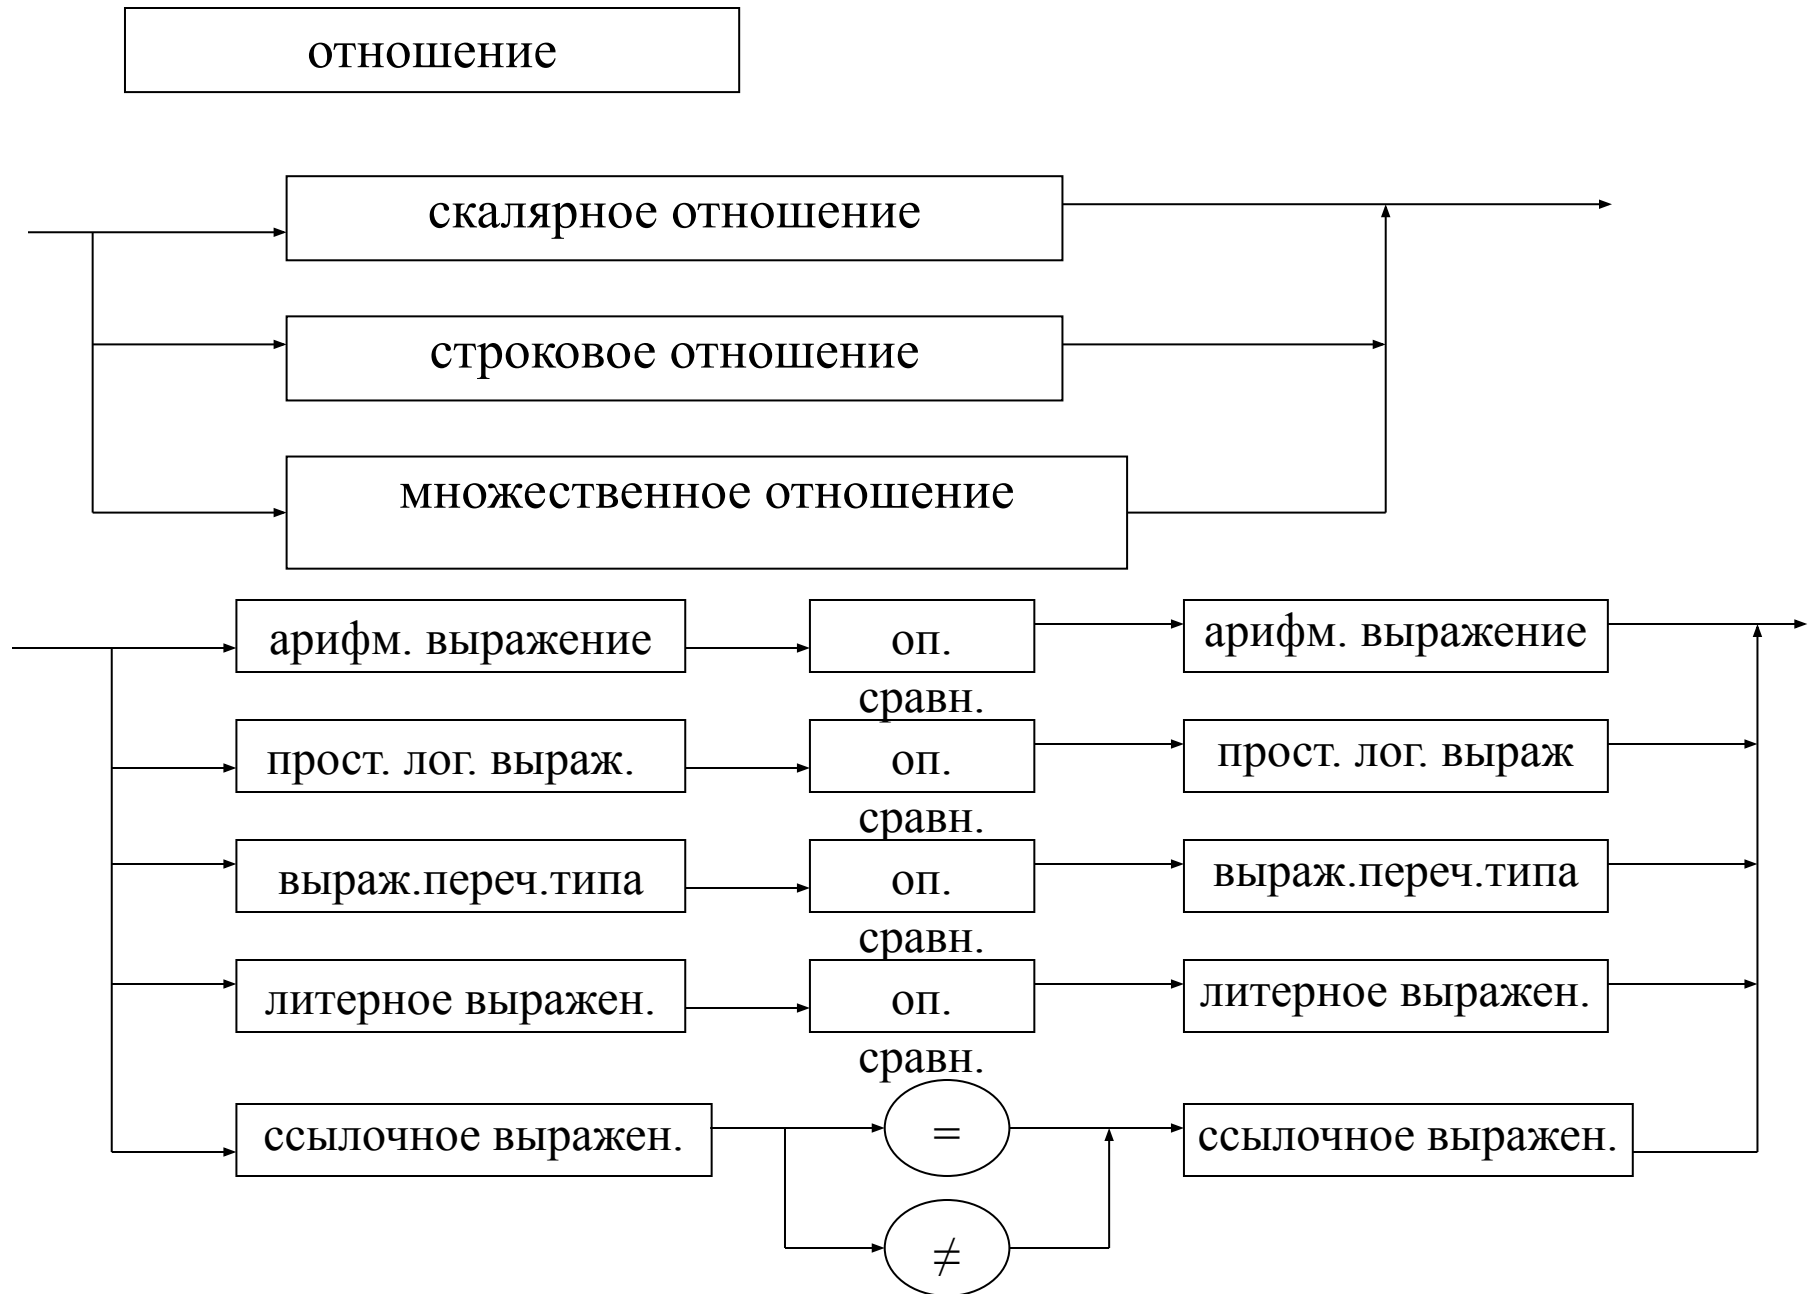 отношение
скалярное отношение
строковое отношение
множественное отношение
арифм. выражение
оп.
сравн.
арифм. выражение
прост. лог. выраж.
оп.
сравн.
прост. лог. выраж
выраж.переч.типа
оп.
сравн.
выраж.переч.типа
литерное выражен.
оп.
сравн.
литерное выражен.
ссылочное выражен.
=
ссылочное выражен.
≠